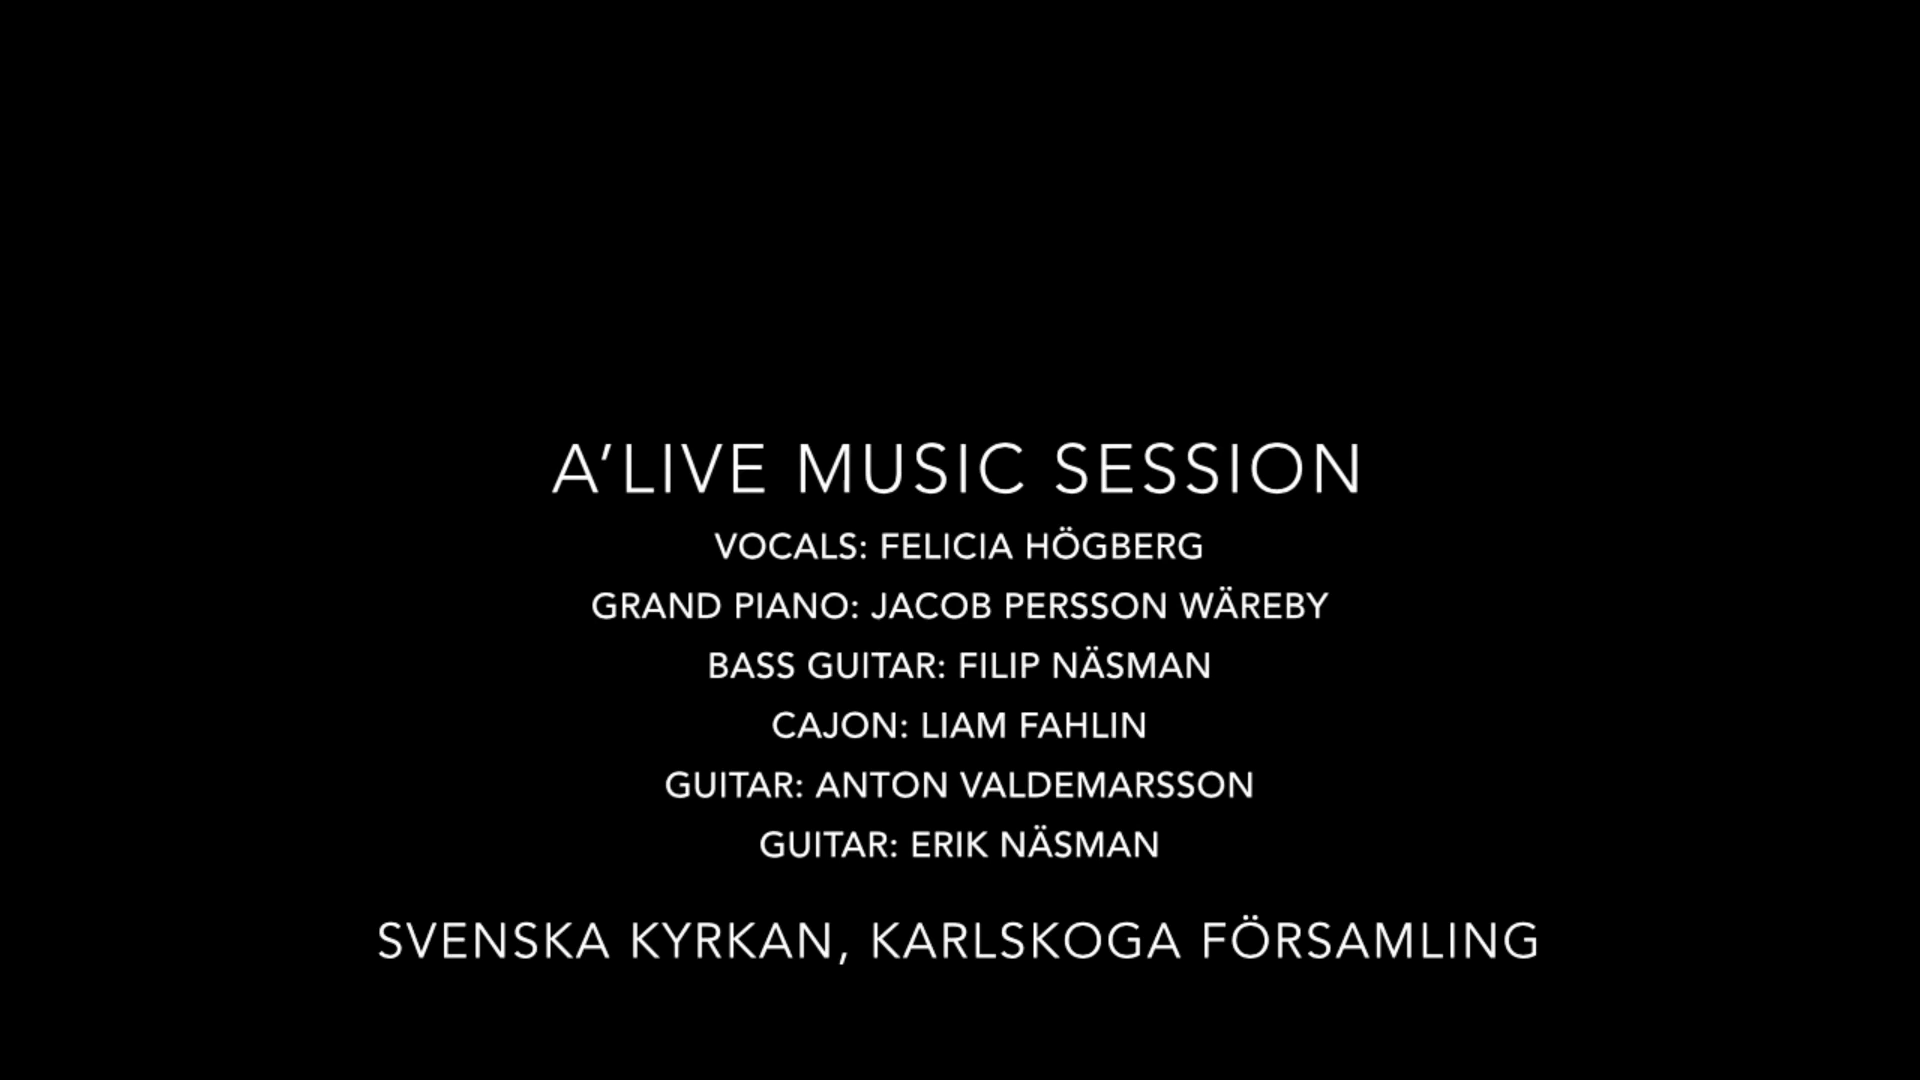 A’LIVE MUSIC SESSION
VOCALS: FELICIA HÖGBERG
GRAND PIANO: JACOB PERSSON WÄREBY
BASS GUITAR: FILIP NÄSMAN
CAJON: LIAM FAHLIN
GUITAR: ANTON VALDEMARSSON
GUITAR: ERIK NÄSMAN
SVENSKA KYRKAN, KARLSKOGA FÖRSAMLING